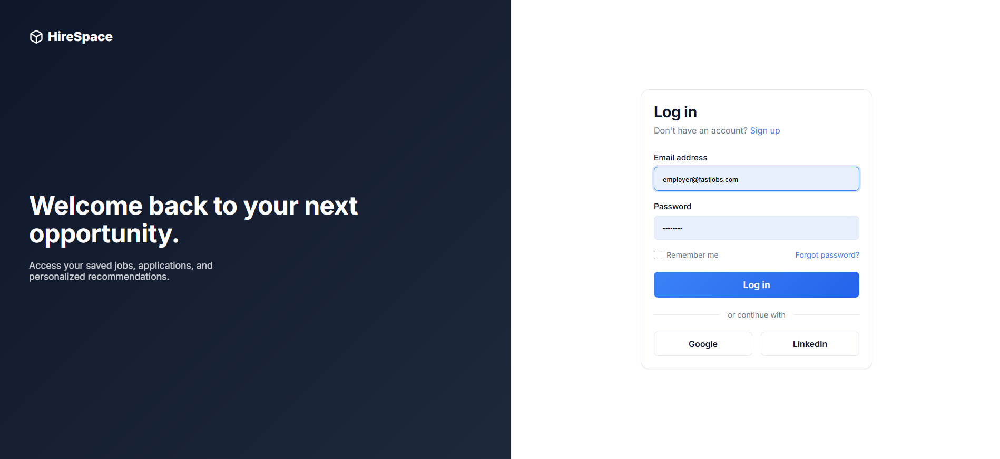 HireSpace
Welcome back to your next
opportunity.
Access your saved jobs, applications, and
personalized recommendations.
Log in
Don't have an account? Sign up
Email address
employer@fastjobs.com
Password
••••••••
Remember me
Forgot password?
Log in
or continue with
Google
LinkedIn